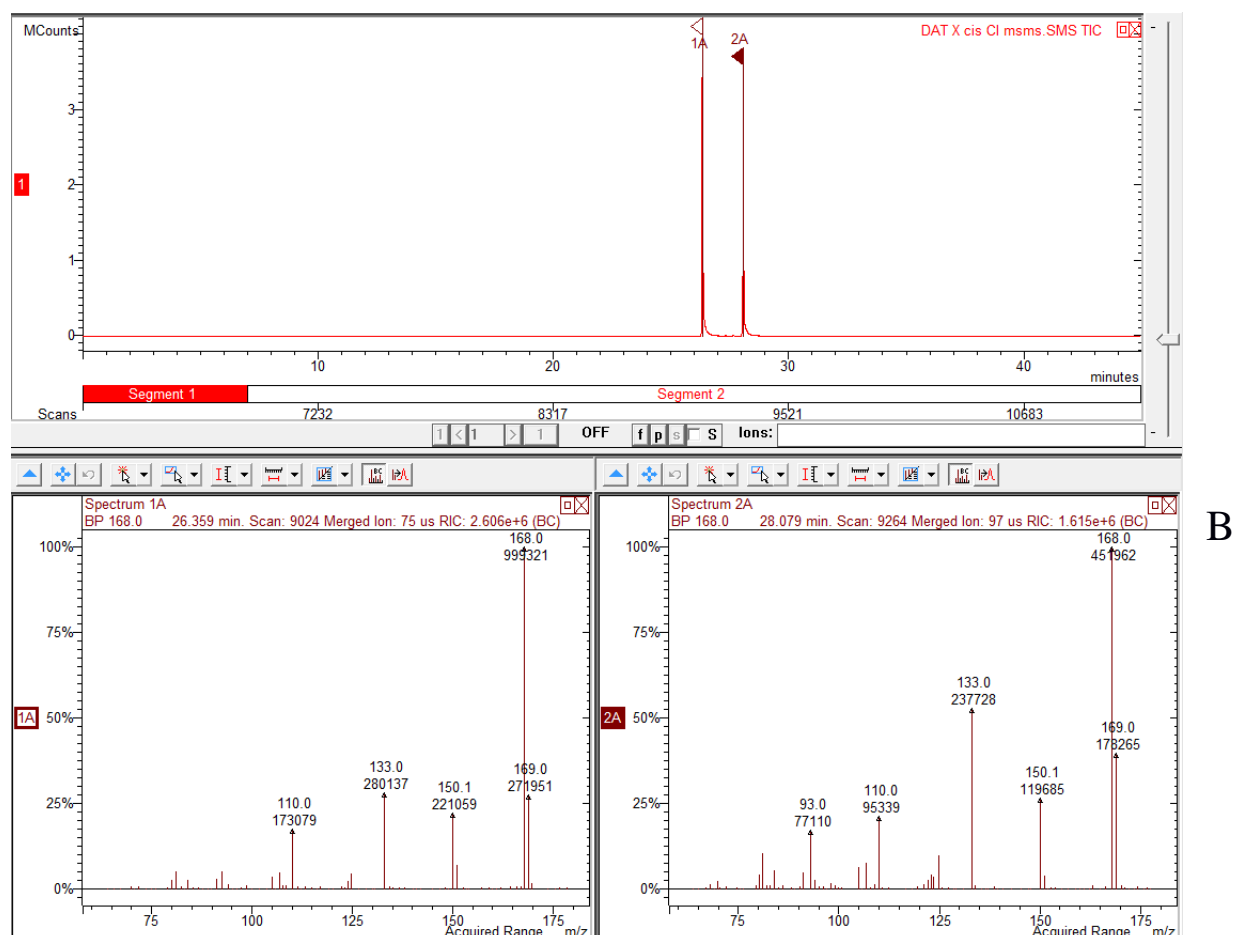 MCounts
DAT X cis CI msms.SMS TIC
1A
2A
3
2
1
0
1
10
20
30
40
minutes
Segment 1
Segment 2
Scans
7232
8317
9521
10683
1
< 1
>
1
OFF
f p s S
Ions:
Spectrum 1A
BP 168.0 26.359 min. Scan: 9024 Merged Ion: 75 us RIC: 2.606e+6 (BC)
100%
75%
50%
25%
0%
1A
168.0
999321
133.0
280137
150.1
221059
169.0
271951
110.0
173079
75
100
125
150
175
Acquired Range m/z
Spectrum 2A
BP 168.0 28.079 min. Scan: 9264 Merged Ion: 97 us RIC: 1.615e+6 (BC)
100%
75%
50%
25%
0%
2A
168.0
451962
133.0
237728
169.0
178265
150.1
119685
110.0
95339
93.0
77110
75
100
125
150
175
Acquired Range m/z
B